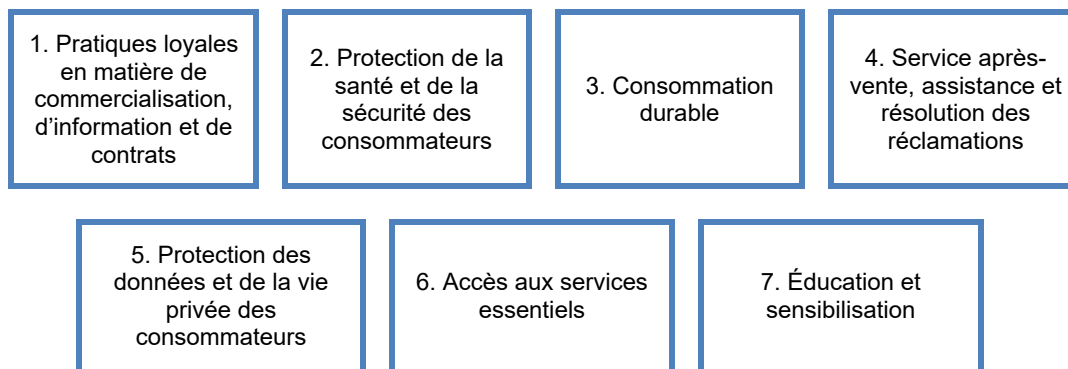 1. Pratiques loyales
en matière de
commercialisation,
d'information et de
contrats
2. Protection de la
santé et de la
sécurité des
consommateurs
3. Consommation
durable
4. Service après-
vente, assistance et
résolution des
réclamations
5. Protection des
données et de la vie
privée des
consommateurs
6. Accès aux services
essentiels
7. Éducation et
sensibilisation